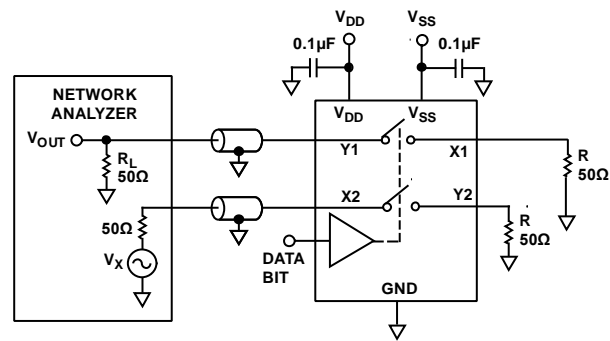 VDD
VSS
0.1µF
0.1µF
NETWORK
ANALYZER
VDD
VSS
VOUT
RL
50Ω
Y1
X1
R
50Ω
X2
Y2
50Ω
R
50Ω
VX
DATA
BIT
GND